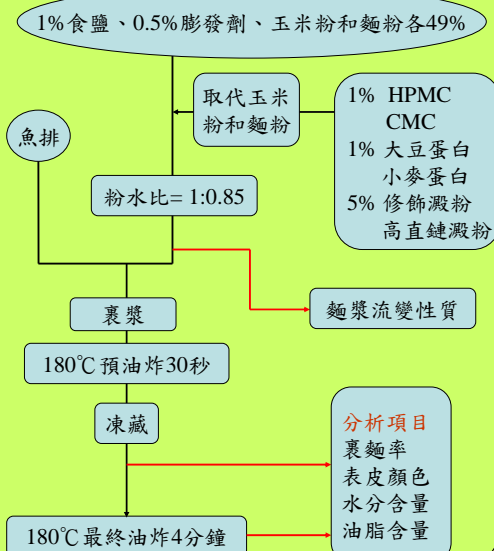 1%食鹽、0.5%膨發劑、玉米粉和麵粉各49%
取代玉米
粉和麵粉
1% HPMC
CMC
1% 大豆蛋白
小麥蛋白
5% 修飾澱粉
高直鏈澱粉
魚排
粉水比= 1:0.85
麵漿流變性質
裹漿
180℃預油炸30秒
凍藏
分析項目
裹麵率
表皮顏色
水分含量
油脂含量
180℃最終油炸4分鐘